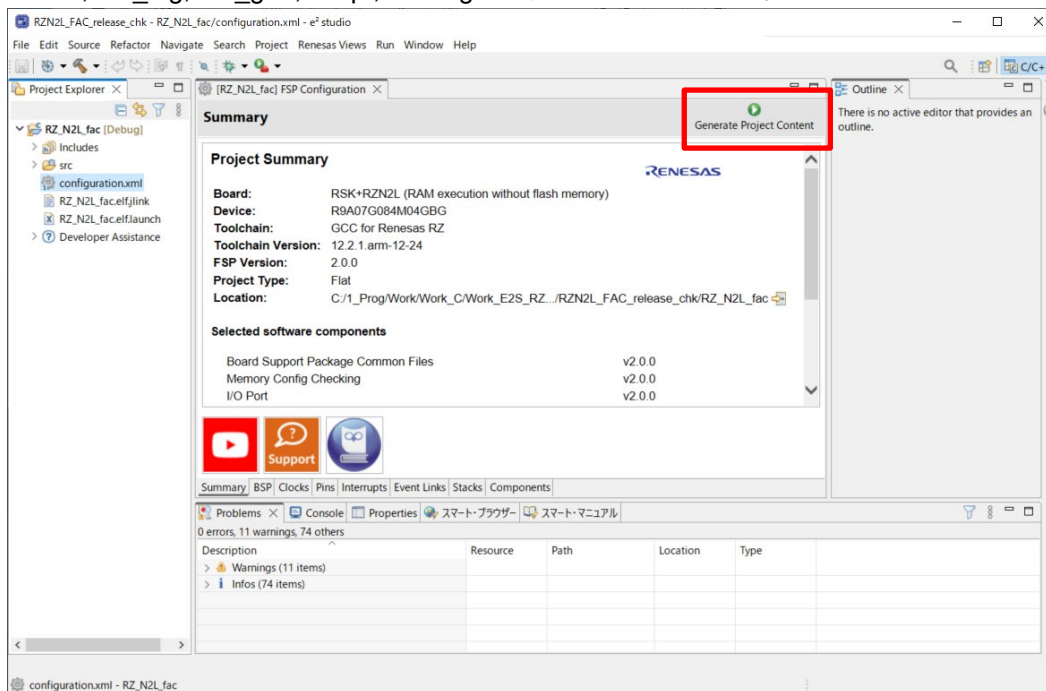 RZN2L_FAC_release_chk - RZ_N2L_fac/configuration.xml - e² studio
File Edit Source Refactor Navigate Search Project Renesas Views Run Window Help
C/C+
Project Explorer
[RZ_N2L_fac] FSP Configuration
Outline
RZ_N2L_fac [Debug]
Includes
src
configuration.xml
RZ_N2L_fac.elf.jlink
RZ_N2L_fac.elf.launch
Developer Assistance
Summary
Generate Project Content
There is no active editor that provides an
outline.
Project Summary
RENESAS
Board: RSK+RZN2L (RAM execution without flash memory)
Device: R9A07G084M04GBG
Toolchain: GCC for Renesas RZ
Toolchain Version: 12.2.1.arm-12-24
FSP Version: 2.0.0
Project Type: Flat
Location: C:/1_Prog/Work/Work_C/Work_E2S_RZ.../RZN2L_FAC_release_chk/RZ_N2L_fac
Selected software components
Board Support Package Common Files v2.0.0
Memory Config Checking v2.0.0
I/O Port v2.0.0
Support
Summary BSP Clocks Pins Interrupts Event Links Stacks Components
Problems Console Properties スマート・ブラウザー スマート・マニュアル
0 errors, 11 warnings, 74 others
Description Resource Path Location Type
Warnings (11 items)
Infos (74 items)
configuration.xml - RZ_N2L_fac